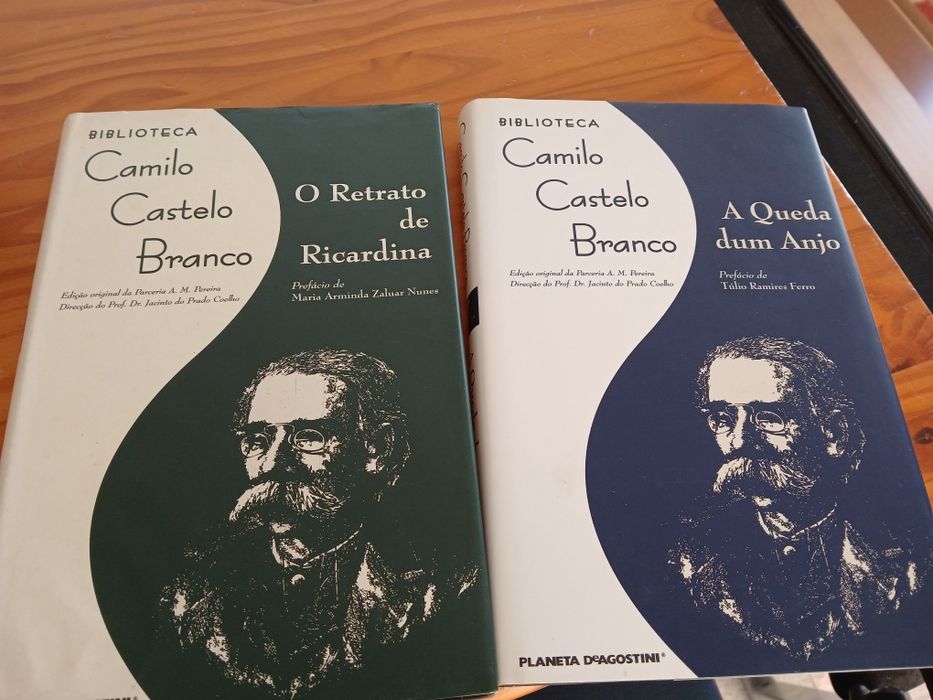 BIBLIOTECA
Camilo
Castelo
Branco
Edição original da Parceria A. M. Pereira
Direcção do Prof. Dr. Jacinto do Prado Coelho
O Retrato
de
Ricardina
Prefácio de
Maria Arminda Zaluar Nunes
BIBLIOTECA
Camilo
Castelo
Branco
Edição original da Parceria A. M. Pereira
Direcção do Prof. Dr. Jacinto do Prado Coelho
A Queda
dum Anjo
Prefácio de
Túlio Ramires Ferro
PLANETA DeAGOSTINI®